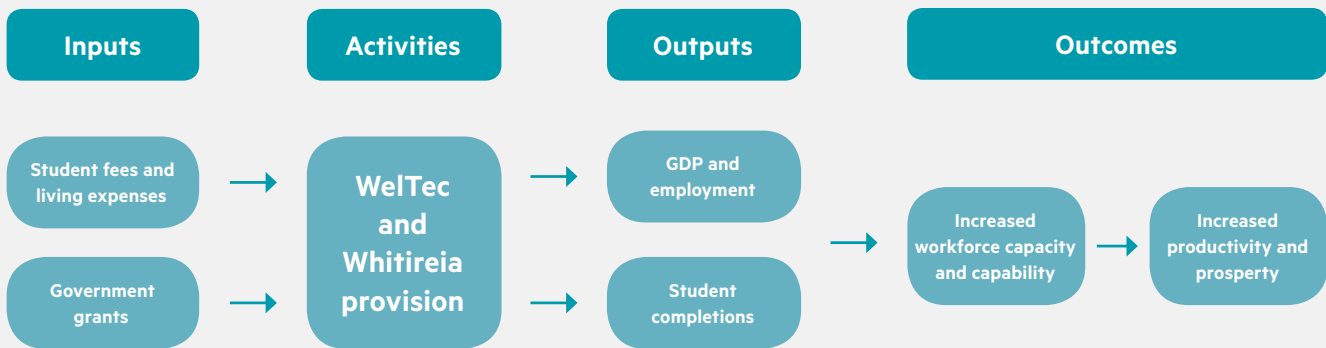 Inputs
Activities
Outputs
Outcomes
Student fees and
living expenses
Government
grants
WelTec
and
Whitireia
provision
GDP and
employment
Student
completions
Increased
workforce capacity
and capability
Increased
productivity and
prosperity